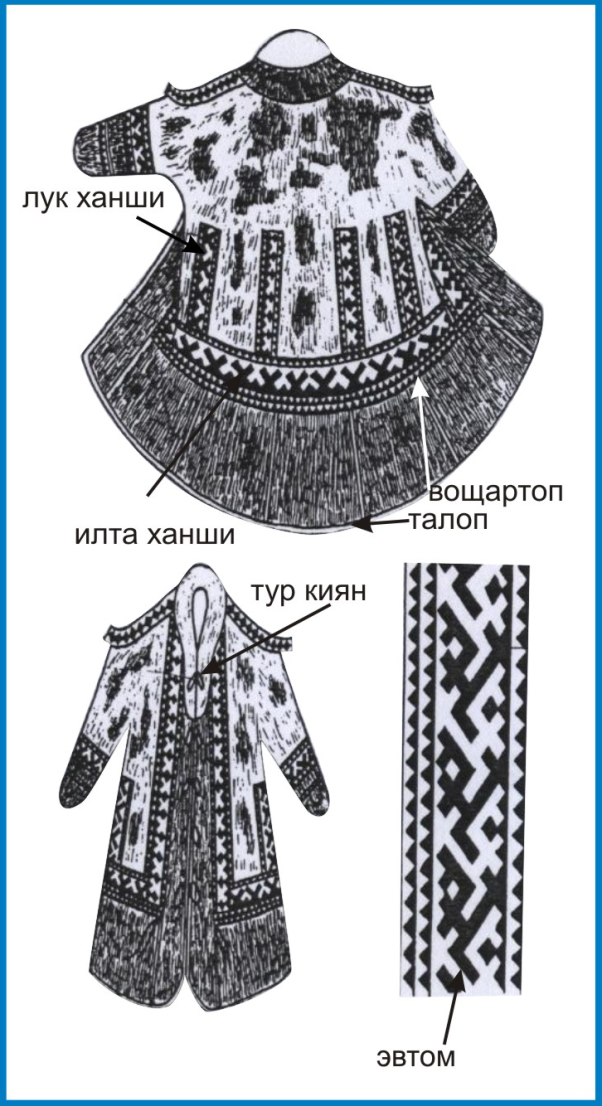 лук ханши
вощартоп
талоп
илта ханши
тур киян
эвтом